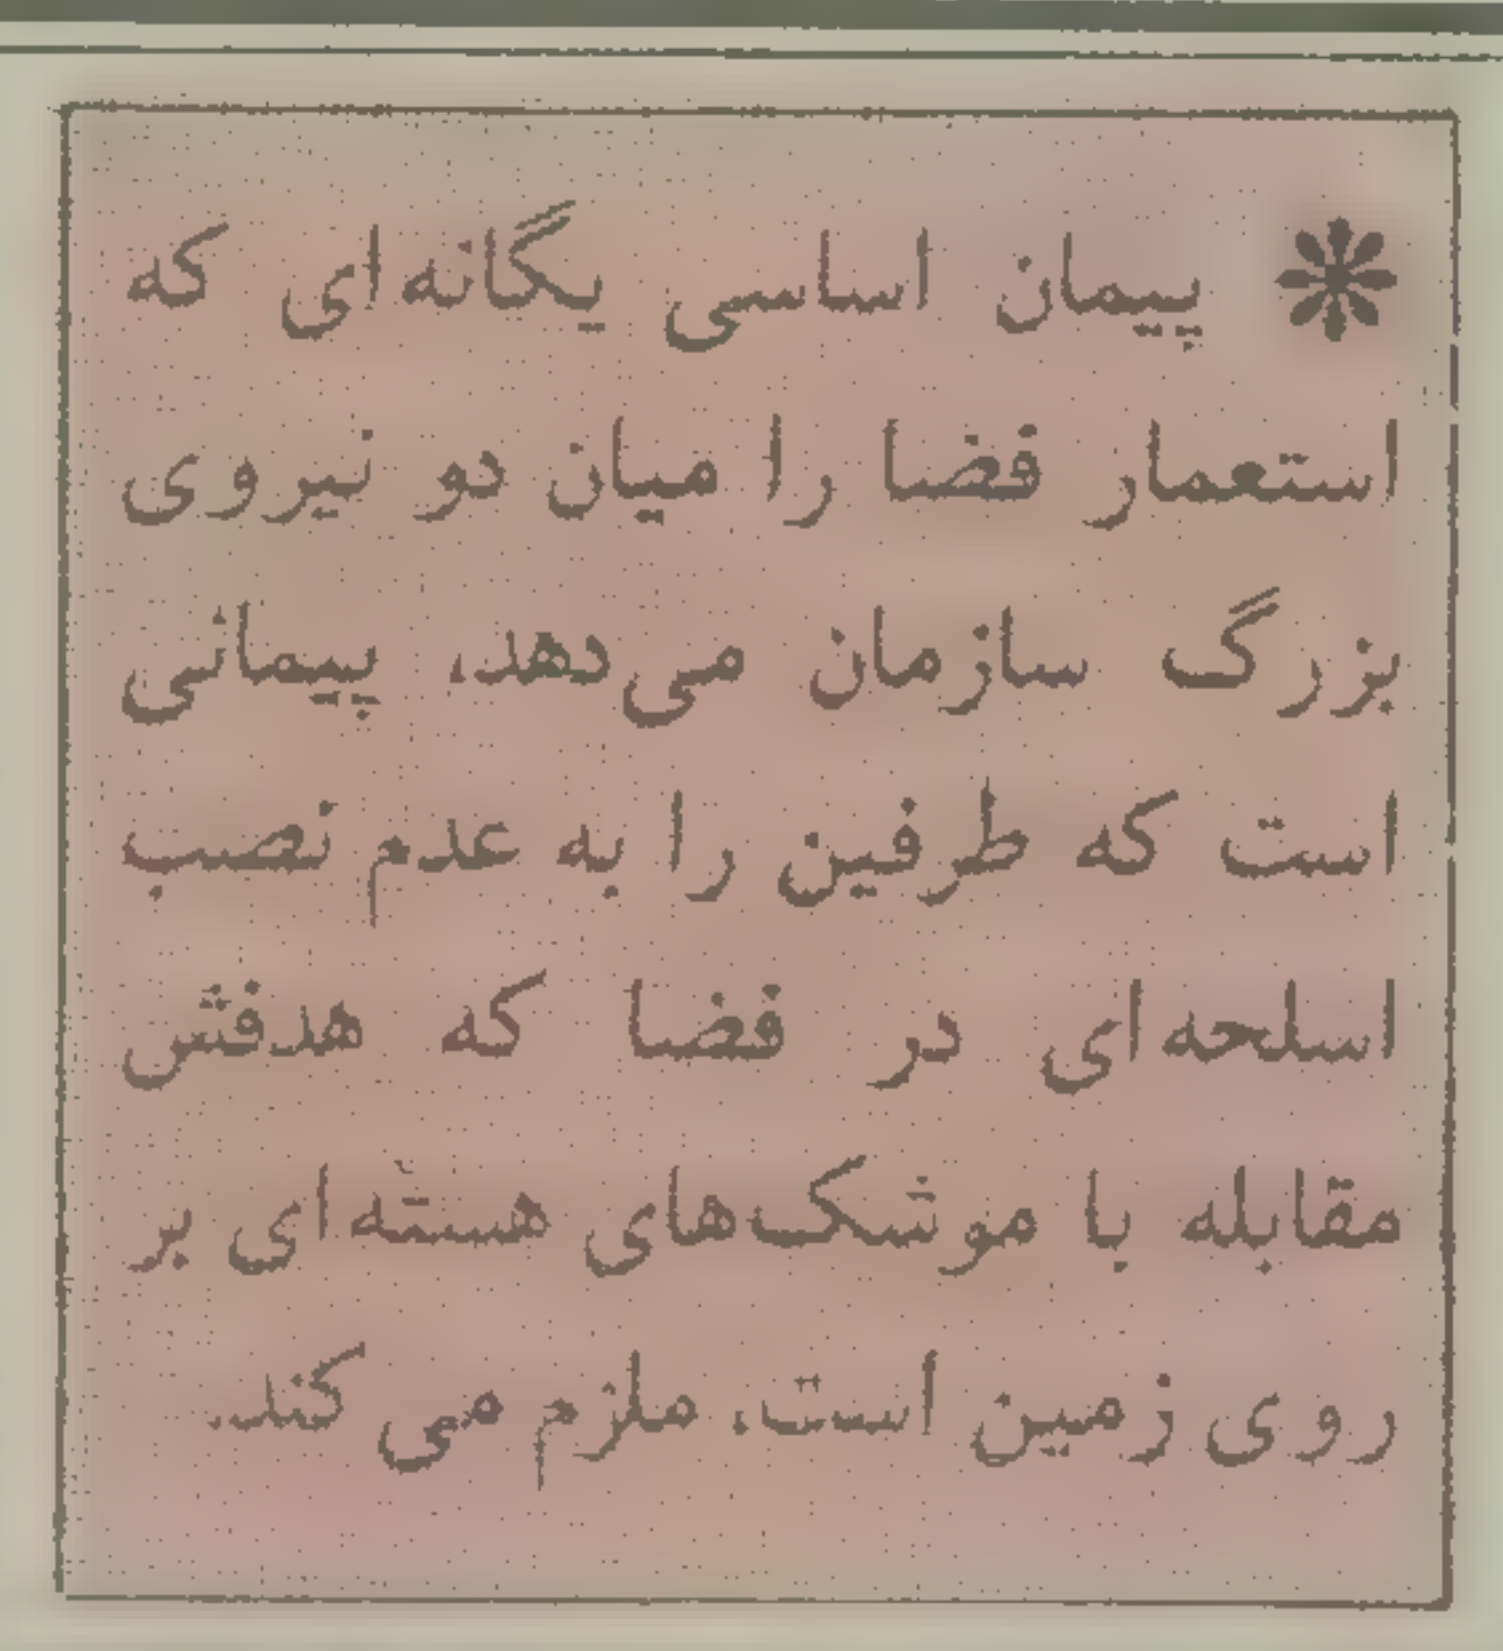 پیمان اساسی یگانه‌ای که
استعمار فضا را میان دو نیروی
بزرگ سازمان می‌دهد، پیمانی
است که طرفین را به عدم نصب
اسلحه‌ای در فضا که هدفش
مقابله با موشک‌های هسته‌ای بر
روی زمین است. ملزم می‌کند.